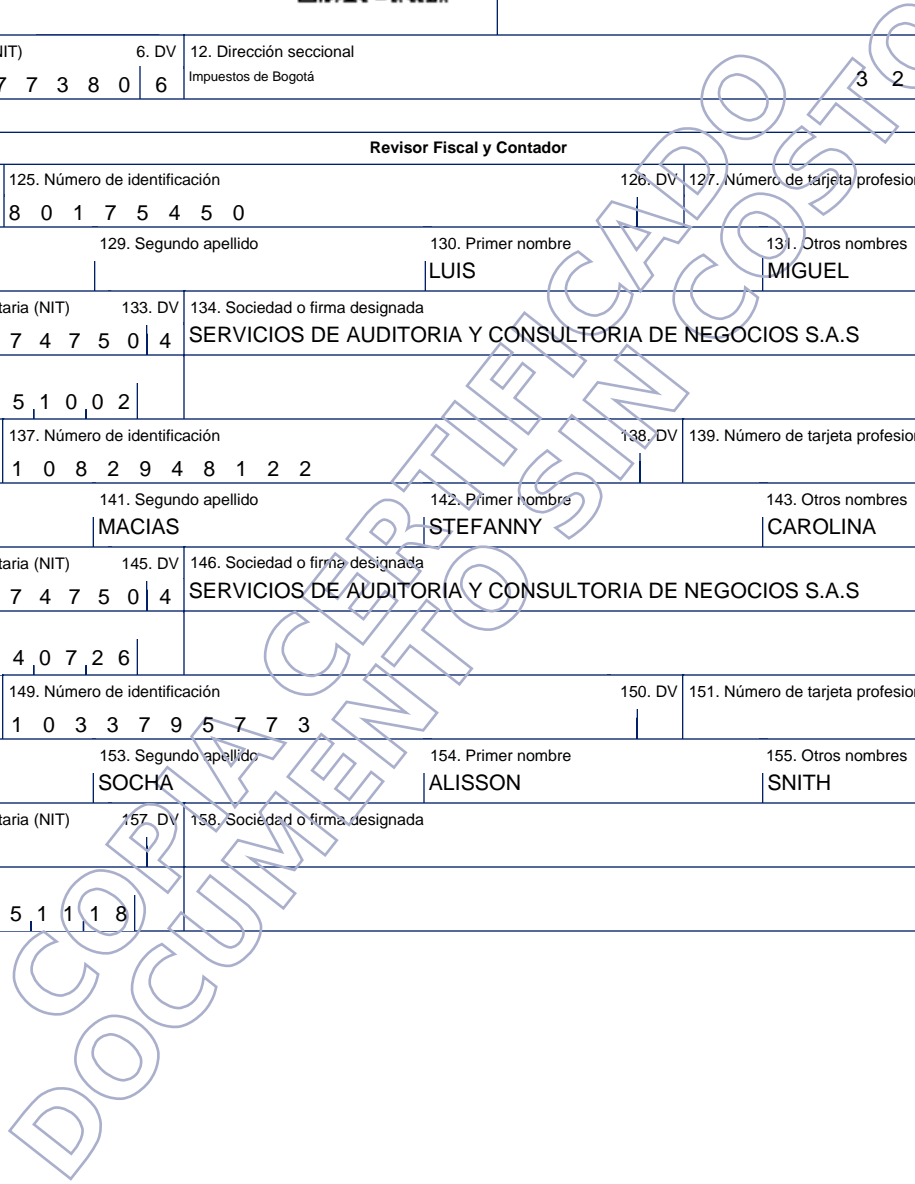 6. DV 12. Dirección seccional
7 3 8 0 6 Impuestos de Bogotá 3 2
Revisor Fiscal y Contador
125. Número de identificación 126. DV 127. Número de tarjeta
8 0 1 7 5 4 5 0
129. Segundo apellido 130. Primer nombre 131. Otros nombres
LUIS MIGUEL
(NIT) 133. DV 134. Sociedad o firma designada
7 4 7 5 0 4 SERVICIOS DE AUDITORIA Y CONSULTORIA DE NEGOCIOS S.A.S
5 1 0 0 2
137. Número de identificación 138. DV 139. Número de tarjeta
1 0 8 2 9 4 8 1 2 2
141. Segundo apellido 142. Primer nombre 143. Otros nombres
MACIAS STEFANNY CAROLINA
(NIT) 145. DV 146. Sociedad o firma designada
7 4 7 5 0 4 SERVICIOS DE AUDITORIA Y CONSULTORIA DE NEGOCIOS S.A.S
4 0 7 2 6
149. Número de identificación 150. DV 151. Número de tarjeta
1 0 3 3 7 9 5 7 7 3
153. Segundo apellido 154. Primer nombre 155. Otros nombres
SOCHA ALISSON SNITH
(NIT) 157. DV 158. Sociedad o firma designada
5 1 1 1 8
COPIA CERTIFICADO
DOCUMENTO SIN COSTO